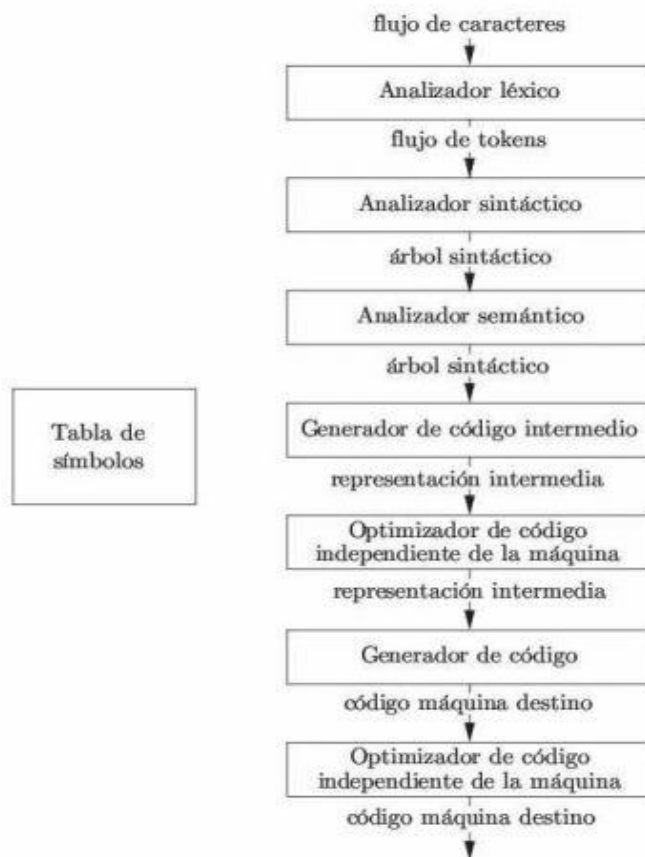 flujo de caracteres
Analizador léxico
flujo de tokens
Analizador sintáctico
árbol sintáctico
Analizador semántico
árbol sintáctico
Tabla de
símbolos
Generador de código intermedio
representación intermedia
Optimizador de código
independiente de la máquina
representación intermedia
Generador de código
código máquina destino
Optimizador de código
independiente de la máquina
código máquina destino